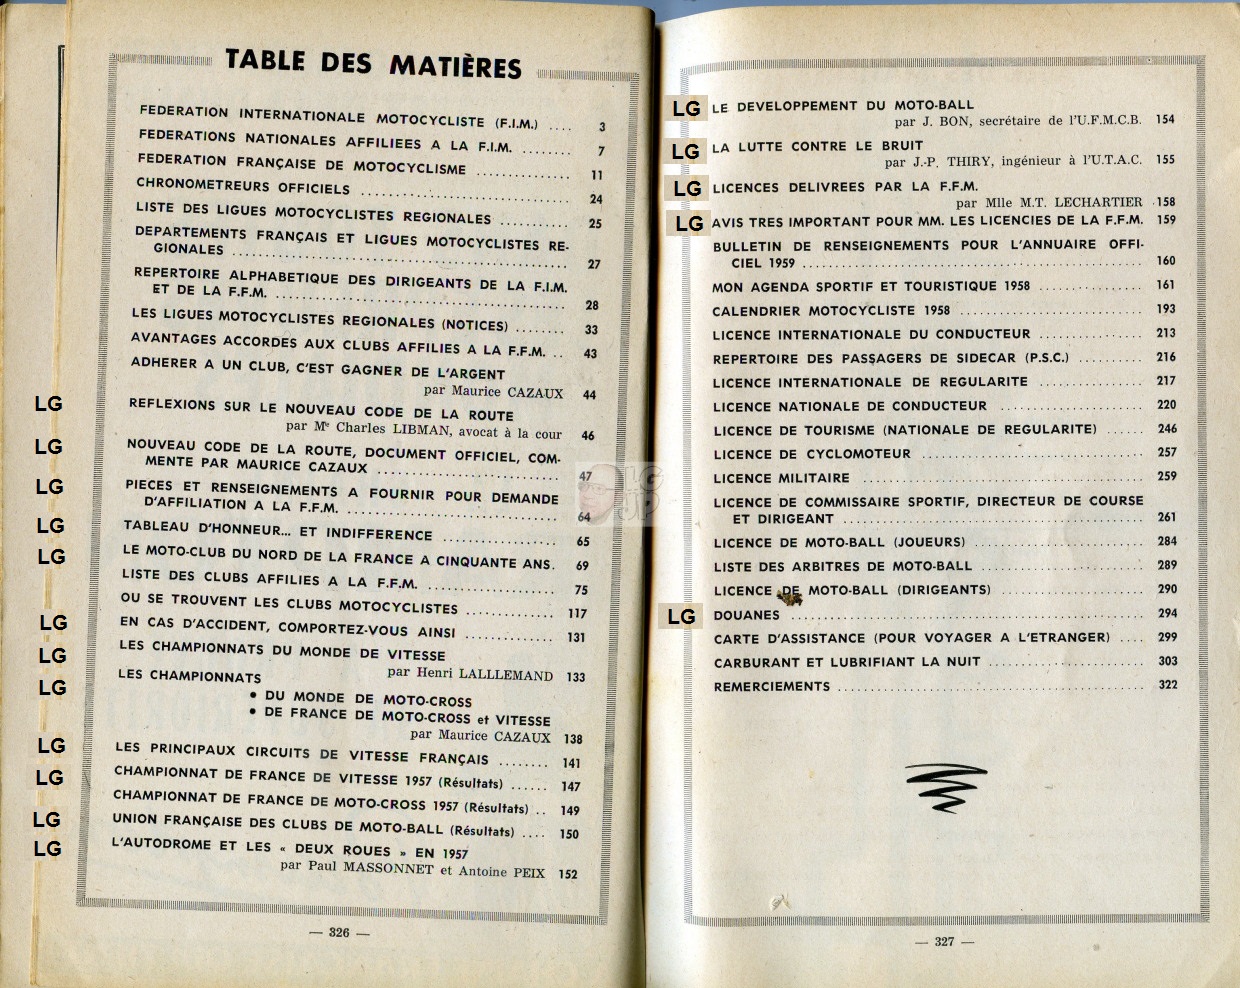 TABLE DES MATIÈRES
FEDERATION INTERNATIONALE MOTOCYCLISTE (F.I.M.) .... 3
FEDERATIONS NATIONALES AFFILIEES A LA F.I.M. ........ 7
FEDERATION FRANÇAISE DE MOTOCYCLISME ............... 11
CHRONOMETREURS OFFICIELS ............................ 24
LISTE DES LIGUES MOTOCYCLISTES REGIONALES ........... 25
DEPARTEMENTS FRANÇAIS ET LIGUES MOTOCYCLISTES RE-
GIONALES ............................................. 27
REPERTOIRE ALPHABETIQUE DES DIRIGEANTS DE LA F.I.M.
ET DE LA F.F.M. ...................................... 28
LES LIGUES MOTOCYCLISTES REGIONALES (NOTICES) ........ 33
AVANTAGES ACCORDES AUX CLUBS AFFILIES A LA F.F.M. .. 43
ADHERER A UN CLUB, C'EST GAGNER DE L'ARGENT
par Maurice CAZAUX 44
LG REFLEXIONS SUR LE NOUVEAU CODE DE LA ROUTE
par Me Charles LIBMAN, avocat à la cour 46
LG NOUVEAU CODE DE LA ROUTE, DOCUMENT OFFICIEL, COM-
MENTE PAR MAURICE CAZAUX ........................... 47
LG PIECES ET RENSEIGNEMENTS A FOURNIR POUR DEMANDE
D'AFFILIATION A LA F.F.M. ............................ 64
LG TABLEAU D'HONNEUR... ET INDIFFERENCE ............... 65
LG LE MOTO-CLUB DU NORD DE LA FRANCE A CINQUANTE ANS. 69
LISTE DES CLUBS AFFILIES A LA F.F.M. .................. 75
OU SE TROUVENT LES CLUBS MOTOCYCLISTES .............. 117
LG EN CAS D'ACCIDENT, COMPORTEZ-VOUS AINSI ............ 131
LG LES CHAMPIONNATS DU MONDE DE VITESSE
par Henri LALLLEMAND 133
LG LES CHAMPIONNATS
• DU MONDE DE MOTO-CROSS
• DE FRANCE DE MOTO-CROSS et VITESSE
par Maurice CAZAUX 138
LG LES PRINCIPAUX CIRCUITS DE VITESSE FRANÇAIS ........ 141
LG CHAMPIONNAT DE FRANCE DE VITESSE 1957 (Résultats) ...... 147
CHAMPIONNAT DE FRANCE DE MOTO-CROSS 1957 (Résultats) .. 149
LG UNION FRANÇAISE DES CLUBS DE MOTO-BALL (Résultats) .... 150
LG L'AUTODROME ET LES « DEUX ROUES » EN 1957
par Paul MASSONNET et Antoine PEIX 152
— 326 —
LG LE DEVELOPPEMENT DU MOTO-BALL
par J. BON, secrétaire de l'U.F.M.C.B. 154
LG LA LUTTE CONTRE LE BRUIT
par J.-P. THIRY, ingénieur à l'U.T.A.C. 155
LG LICENCES DELIVREES PAR LA F.F.M.
par Mlle M.T. LECHARTIER 158
LG AVIS TRES IMPORTANT POUR MM. LES LICENCIES DE LA F.F.M. 159
BULLETIN DE RENSEIGNEMENTS POUR L'ANNUAIRE OFFI-
CIEL 1959 ............................................. 160
MON AGENDA SPORTIF ET TOURISTIQUE 1958 .............. 161
CALENDRIER MOTOCYCLISTE 1958 ......................... 193
LICENCE INTERNATIONALE DU CONDUCTEUR .............. 213
REPERTOIRE DES PASSAGERS DE SIDECAR (P.S.C.) .......... 216
LICENCE INTERNATIONALE DE REGULARITE .............. 217
LICENCE NATIONALE DE CONDUCTEUR .................. 220
LICENCE DE TOURISME (NATIONALE DE REGULARITE) ...... 246
LICENCE DE CYCLOMOTEUR ............................. 257
LICENCE MILITAIRE ..................................... 259
LICENCE DE COMMISSAIRE SPORTIF, DIRECTEUR DE COURSE
ET DIRIGEANT ......................................... 261
LICENCE DE MOTO-BALL (JOUEURS) ....................... 284
LISTE DES ARBITRES DE MOTO-BALL ...................... 289
LICENCE DE MOTO-BALL (DIRIGEANTS) .................... 290
LG DOUANES .............................................. 294
CARTE D'ASSISTANCE (POUR VOYAGER A L'ETRANGER) .... 299
CARBURANT ET LUBRIFIANT LA NUIT ..................... 303
REMERCIEMENTS ......................................... 322
— 327 —
LG
JP